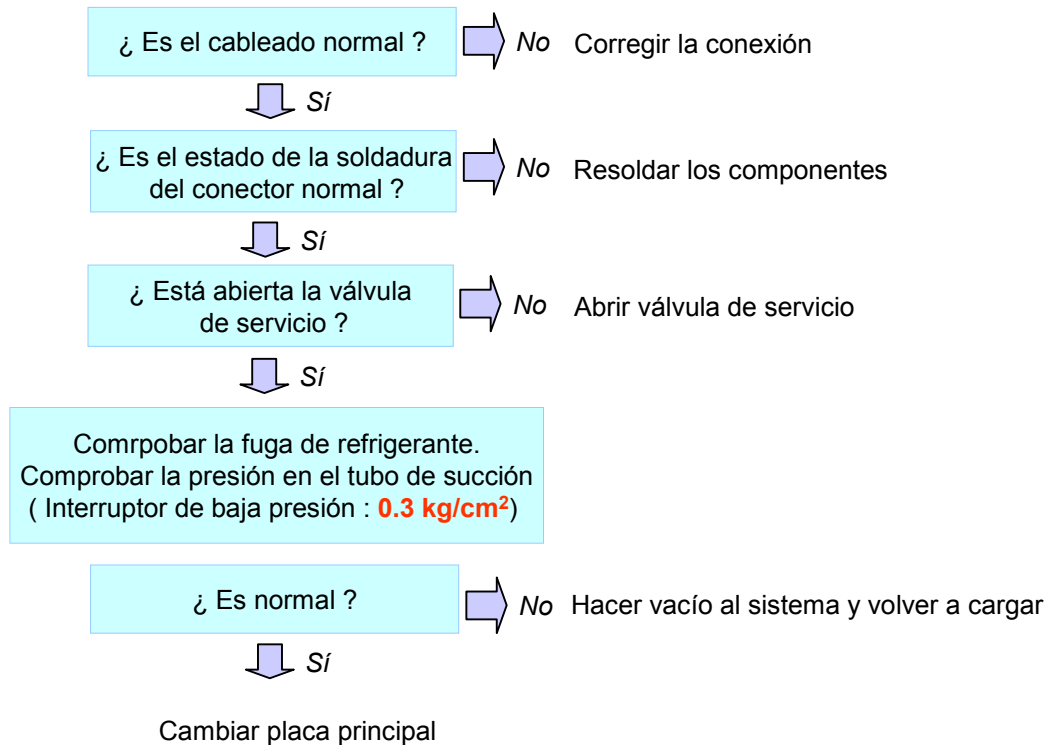 ¿ Es el cableado normal ?
No
Corregir la conexión
Sí
¿ Es el estado de la soldadura
del conector normal ?
No
Resoldar los componentes
Sí
¿ Está abierta la válvula
de servicio ?
No
Abrir válvula de servicio
Sí
Comrpobar la fuga de refrigerante.
Comprobar la presión en el tubo de succión
( Interruptor de baja presión : 0.3 kg/cm²)
¿ Es normal ?
No
Hacer vacío al sistema y volver a cargar
Sí
Cambiar placa principal